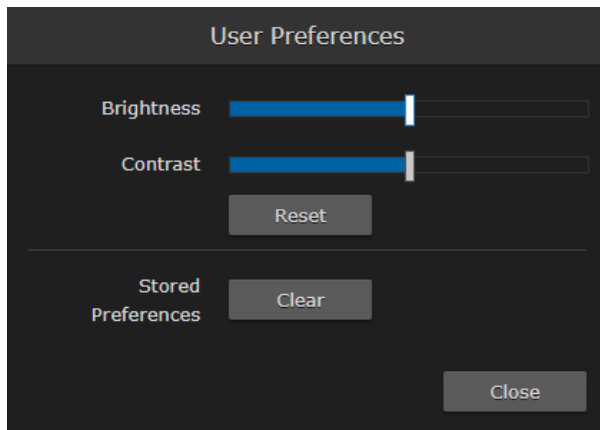 User Preferences
Brightness
Contrast
Reset
Stored
Preferences
Clear
Close